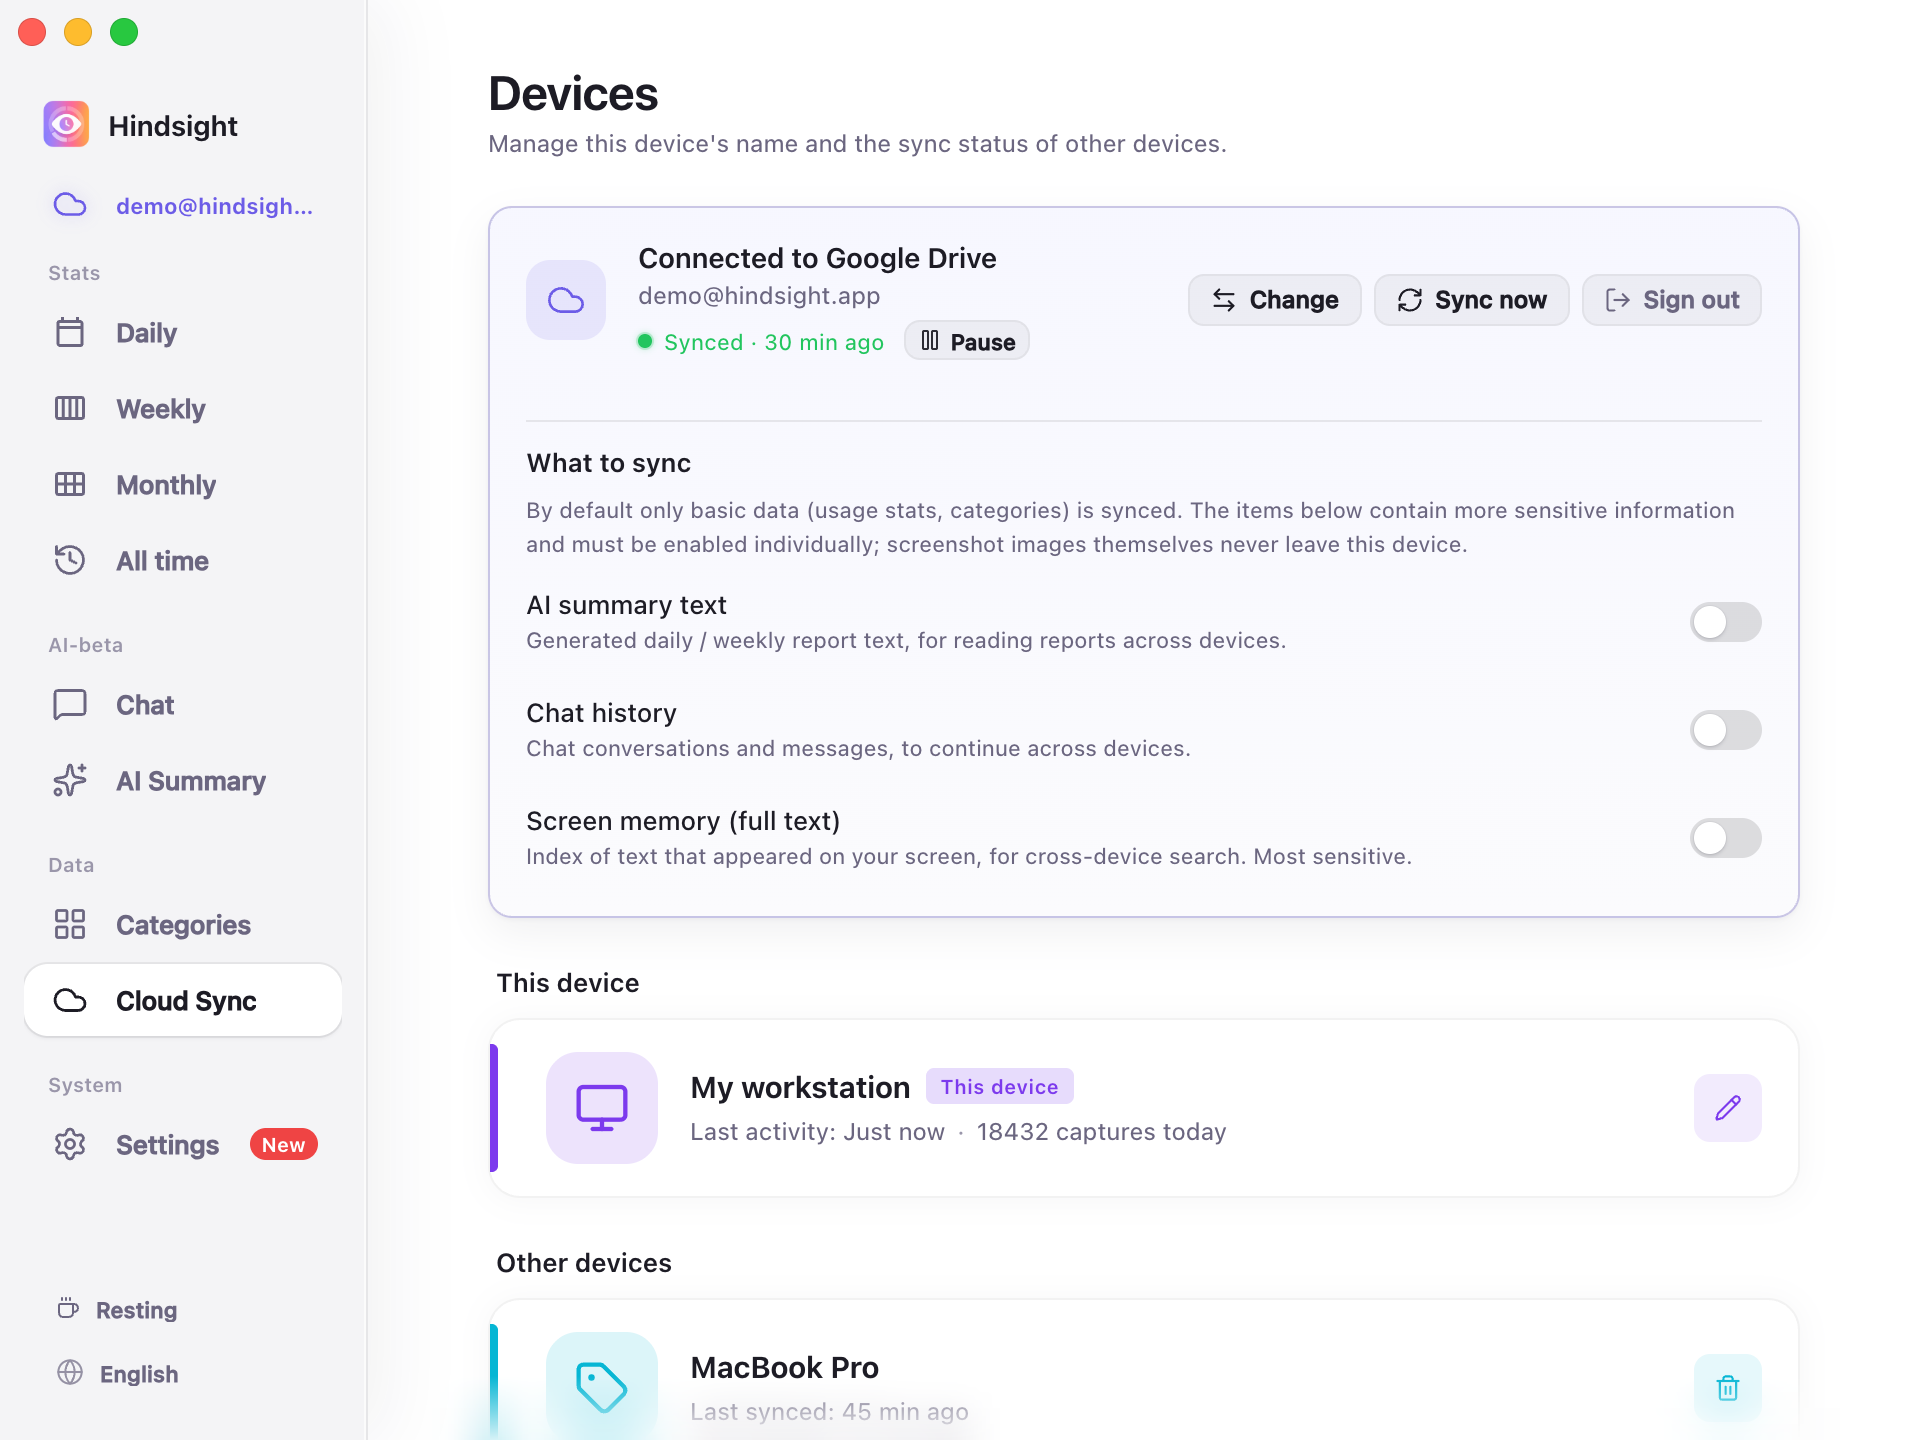 Hindsight
demo@hindsigh...
Stats
Daily
Weekly
Monthly
All time
AI-beta
Chat
AI Summary
Data
Categories
Cloud Sync
System
Settings
New
Resting
English
Devices
Manage this device's name and the sync status of other devices.
Connected to Google Drive
demo@hindsight.app
Synced · 30 min ago
Pause
Change
Sync now
Sign out
What to sync
By default only basic data (usage stats, categories) is synced. The items below contain more sensitive information
and must be enabled individually; screenshot images themselves never leave this device.
AI summary text
Generated daily / weekly report text, for reading reports across devices.
Chat history
Chat conversations and messages, to continue across devices.
Screen memory (full text)
Index of text that appeared on your screen, for cross-device search. Most sensitive.
This device
My workstation
This device
Last activity: Just now · 18432 captures today
Other devices
MacBook Pro
Last synced: 45 min ago